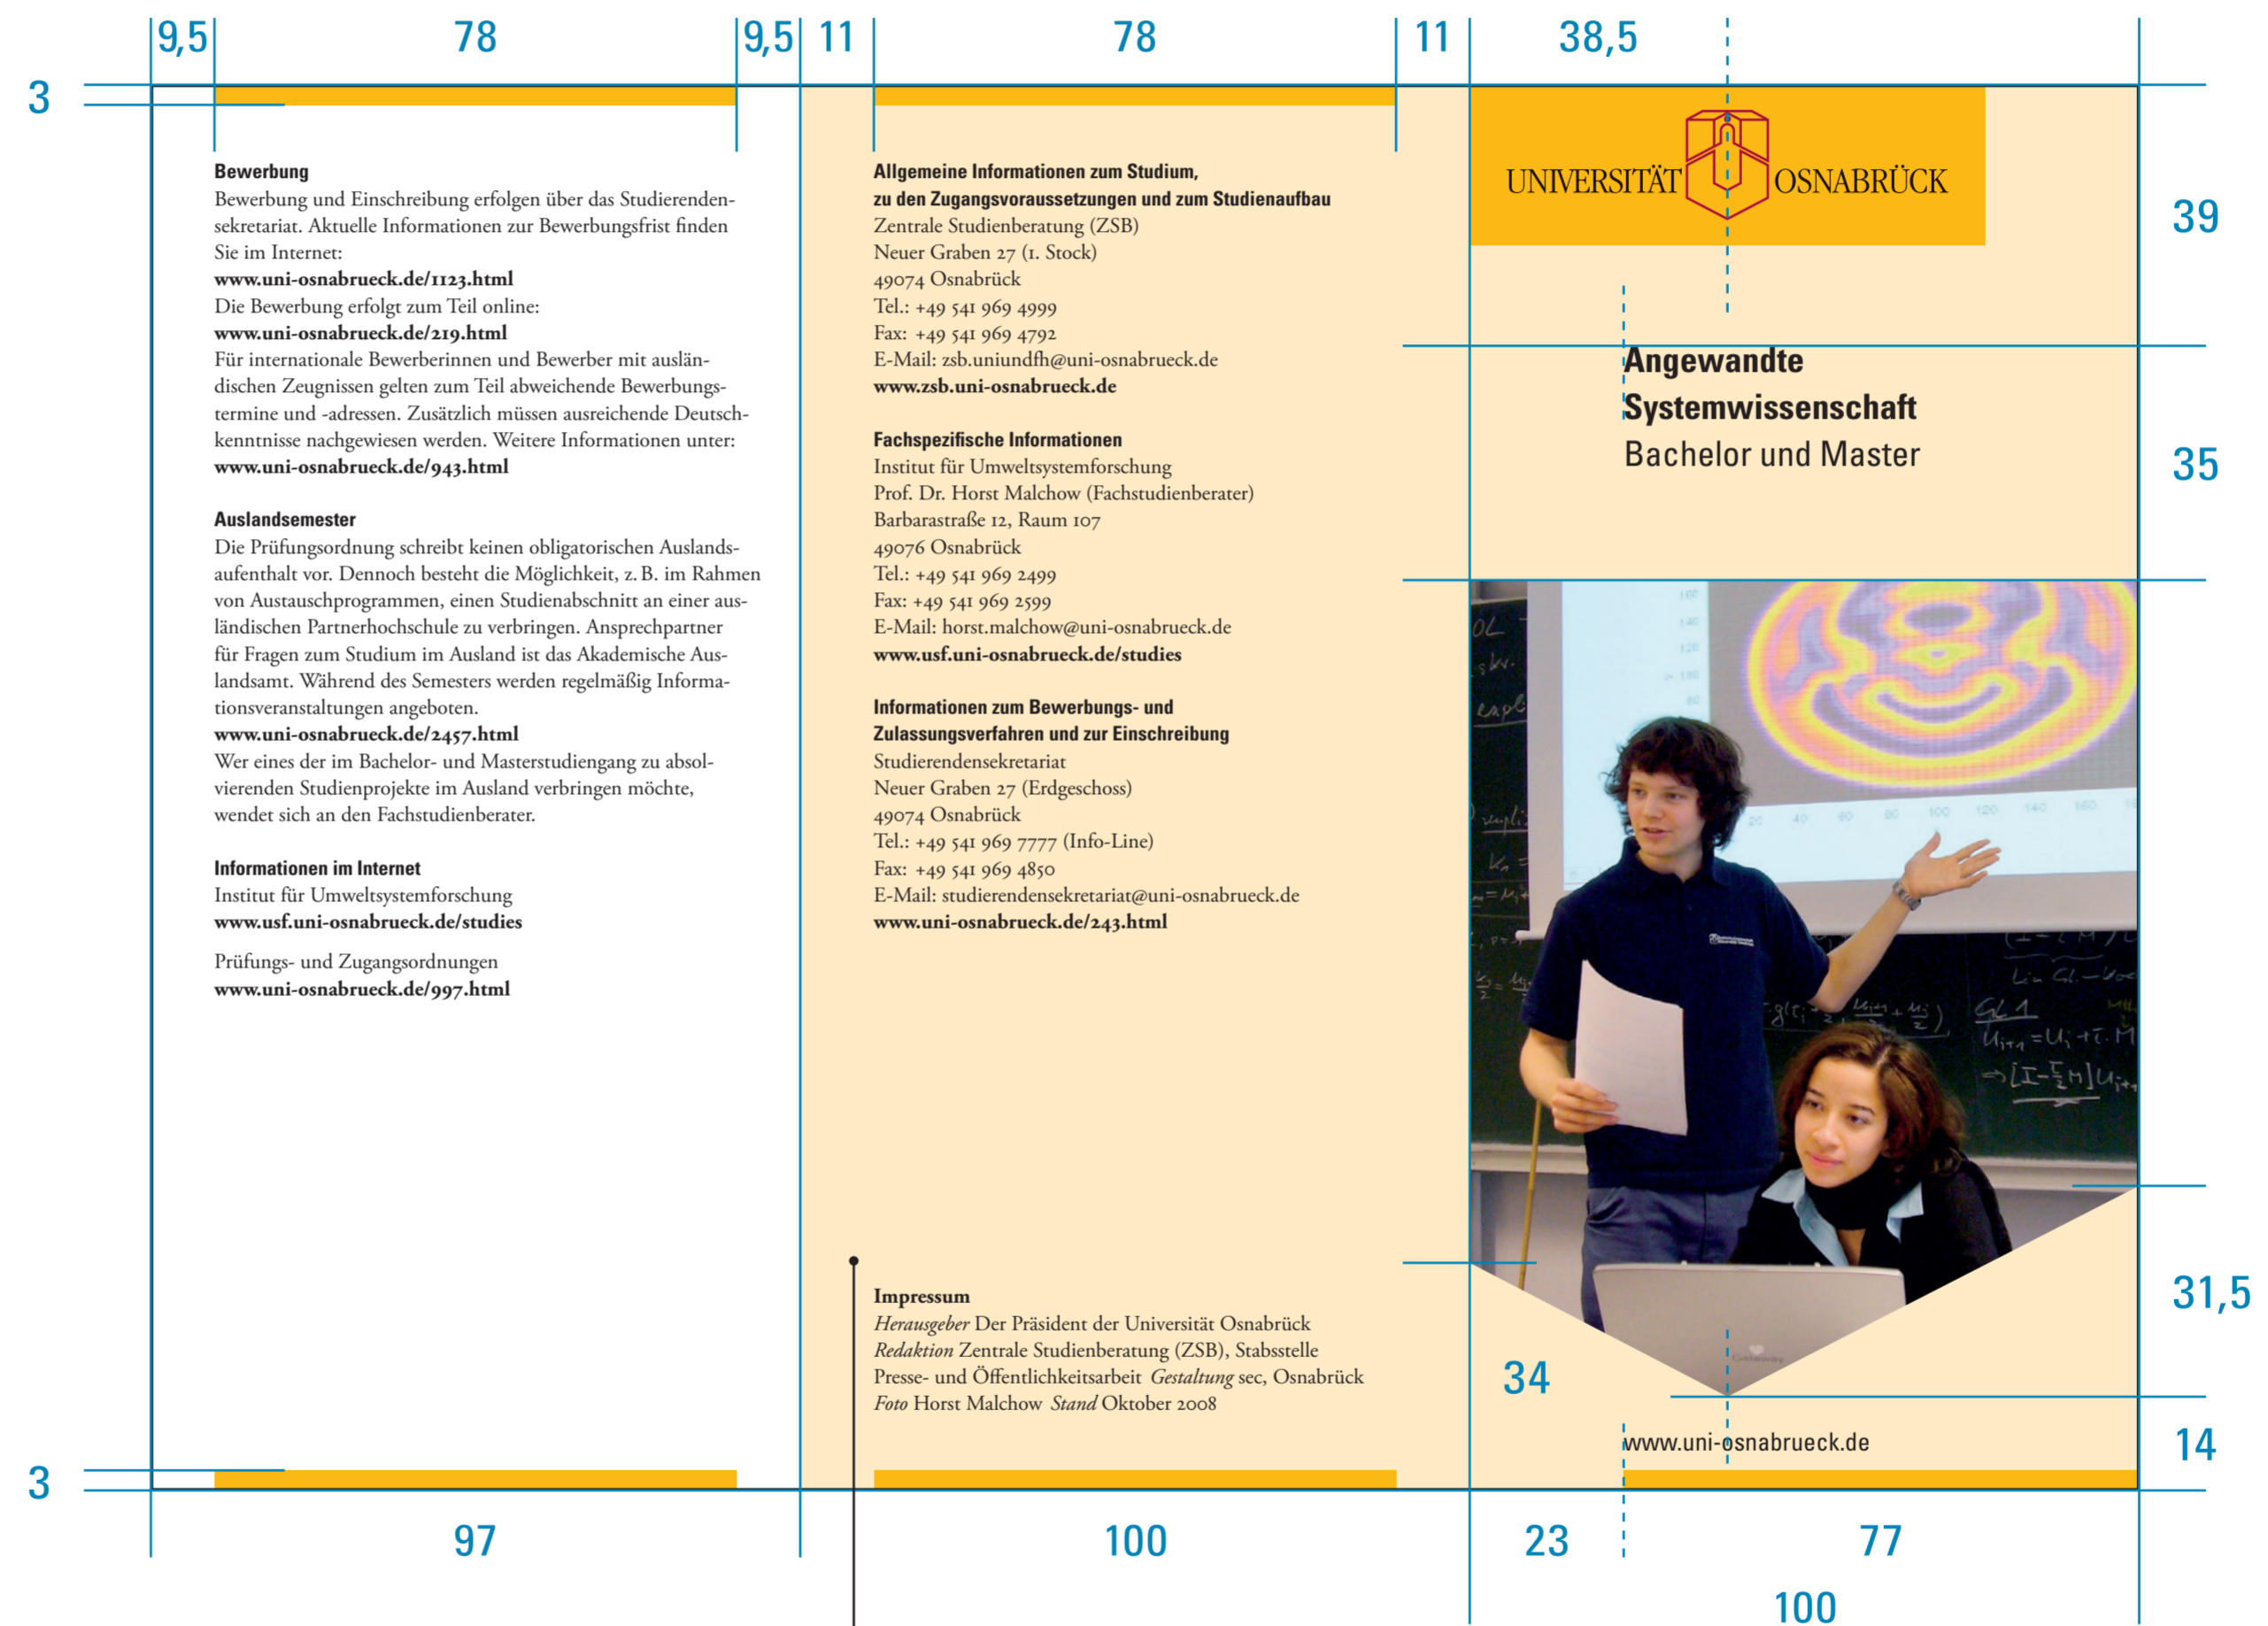 9,5
78
9,5
11
78
11
38,5
3
Bewerbung
Bewerbung und Einschreibung erfolgen über das Studierenden-
sekretariat. Aktuelle Informationen zur Bewerbungsfrist finden
Sie im Internet:
www.uni-osnabrueck.de/1123.html
Die Bewerbung erfolgt zum Teil online:
www.uni-osnabrueck.de/219.html
Für internationale Bewerberinnen und Bewerber mit auslän-
dischen Zeugnissen gelten zum Teil abweichende Bewerbungs-
termine und -adressen. Zusätzlich müssen ausreichende Deutsch-
kenntnisse nachgewiesen werden. Weitere Informationen unter:
www.uni-osnabrueck.de/943.html
Auslandsemester
Die Prüfungsordnung schreibt keinen obligatorischen Auslands-
aufenthalt vor. Dennoch besteht die Möglichkeit, z. B. im Rahmen
von Austauschprogrammen, einen Studienabschnitt an einer aus-
ländischen Partnerhochschule zu verbringen. Ansprechpartner
für Fragen zum Studium im Ausland ist das Akademische Aus-
landsamt. Während des Semesters werden regelmäßig Informa-
tionsveranstaltungen angeboten.
www.uni-osnabrueck.de/2457.html
Wer eines der im Bachelor- und Masterstudiengang zu absol-
vierenden Studienprojekte im Ausland verbringen möchte,
wendet sich an den Fachstudienberater.
Informationen im Internet
Institut für Umweltsystemforschung
www.usf.uni-osnabrueck.de/studies
Prüfungs- und Zugangsordnungen
www.uni-osnabrueck.de/997.html
3
97
Allgemeine Informationen zum Studium,
zu den Zugangsvoraussetzungen und zum Studienaufbau
Zentrale Studienberatung (ZSB)
Neuer Graben 27 (1. Stock)
49074 Osnabrück
Tel.: +49 541 969 4999
Fax: +49 541 969 4792
E-Mail: zsb.uniundfh@uni-osnabrueck.de
www.zsb.uni-osnabrueck.de
Fachspezifische Informationen
Institut für Umweltsystemforschung
Prof. Dr. Horst Malchow (Fachstudienberater)
Barbarastraße 12, Raum 107
49076 Osnabrück
Tel.: +49 541 969 2499
Fax: +49 541 969 2599
E-Mail: horst.malchow@uni-osnabrueck.de
www.usf.uni-osnabrueck.de/studies
Informationen zum Bewerbungs- und
Zulassungsverfahren und zur Einschreibung
Studierendensekretariat
Neuer Graben 27 (Erdgeschoss)
49074 Osnabrück
Tel.: +49 541 969 7777 (Info-Line)
Fax: +49 541 969 4850
E-Mail: studierendensekretariat@uni-osnabrueck.de
www.uni-osnabrueck.de/243.html
Impressum
Herausgeber Der Präsident der Universität Osnabrück
Redaktion Zentrale Studienberatung (ZSB), Stabsstelle
Presse- und Öffentlichkeitsarbeit Gestaltung sec, Osnabrück
Foto Horst Malchow Stand Oktober 2008
100
UNIVERSITÄT OSNABRÜCK
39
Angewandte
Systemwissenschaft
Bachelor und Master
35
160
140
120
100
80
20 40 60 80 100 120 140 160
31,5
34
www.uni-osnabrueck.de
14
23
77
100